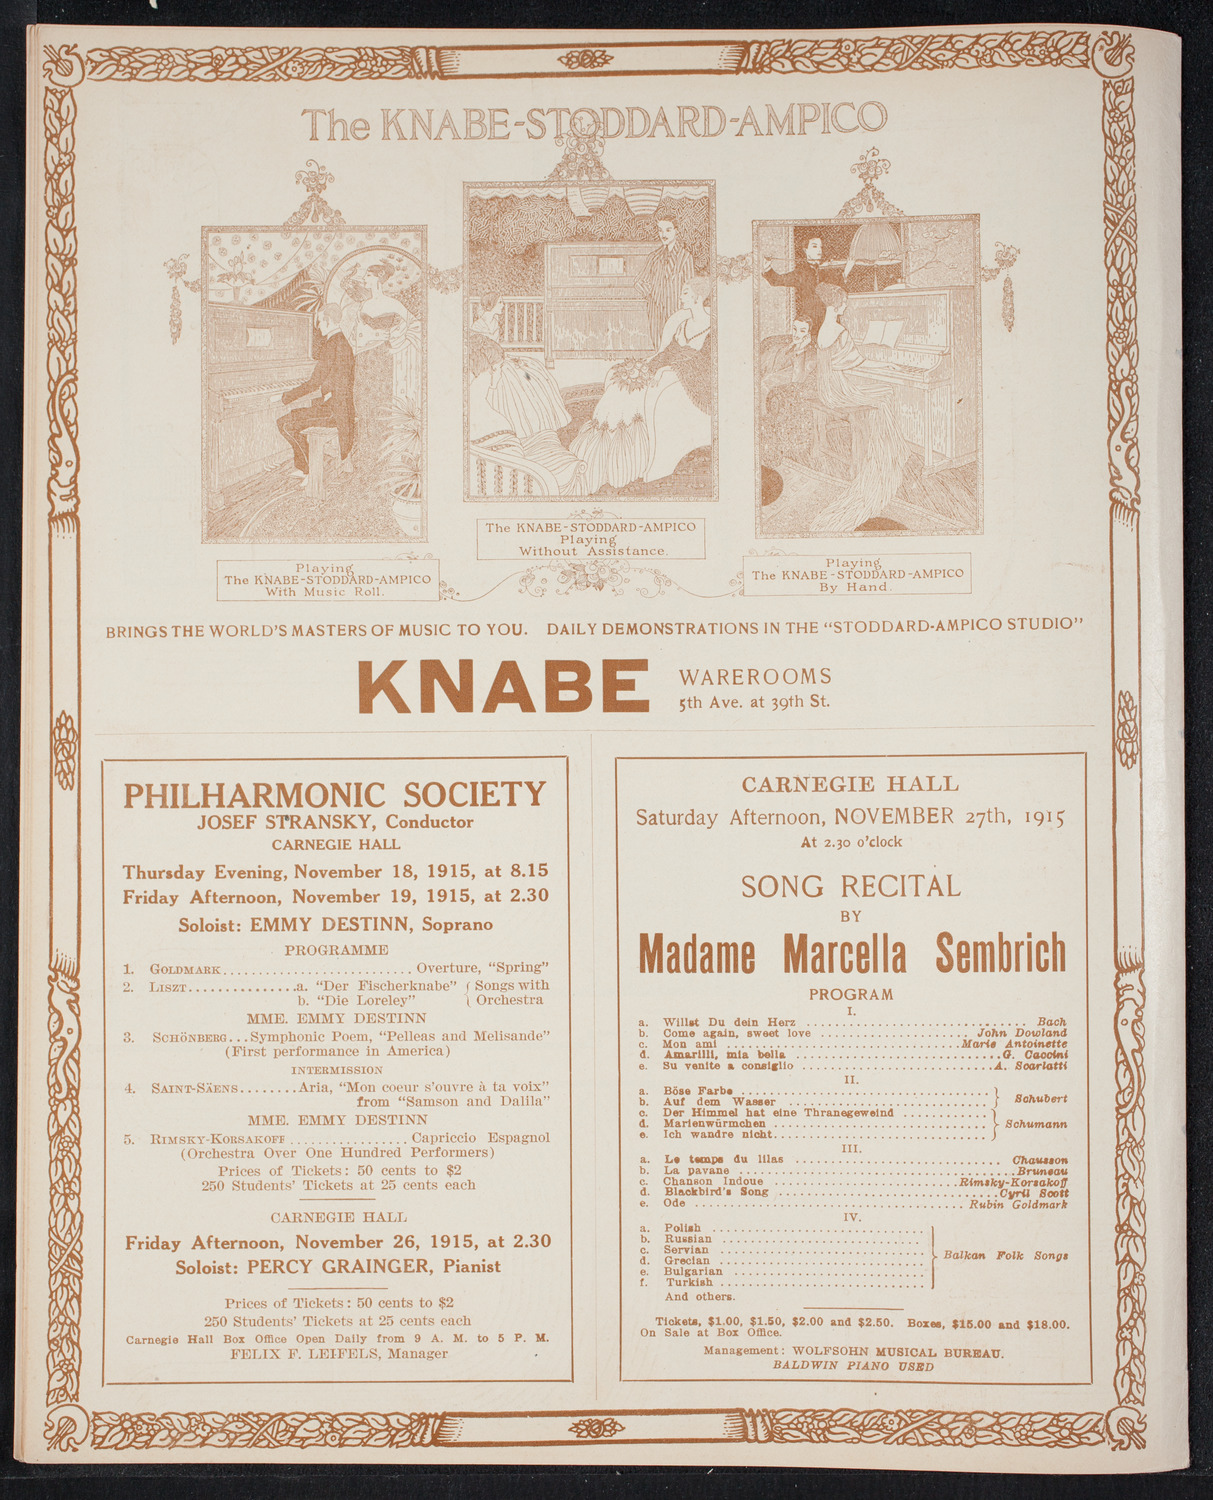 The KNABE-STODDARD-AMPICO
The KNABE-STODDARD-AMPICO
Playing
Without Assistance.
Playing
The KNABE-STODDARD-AMPICO
With Music Roll.
Playing
The KNABE-STODDARD-AMPICO
By Hand.
BRINGS THE WORLD'S MASTERS OF MUSIC TO YOU. DAILY DEMONSTRATIONS IN THE "STODDARD-AMPICO STUDIO"
KNABE WAREROOMS
5th Ave. at 39th St.
PHILHARMONIC SOCIETY
JOSEF STRANSKY, Conductor
CARNEGIE HALL
Thursday Evening, November 18, 1915, at 8.15
Friday Afternoon, November 19, 1915, at 2.30
Soloist: EMMY DESTINN, Soprano
PROGRAMME
1. GOLDMARK........................... Overture, "Spring"
2. LISZT...............a. "Der Fischerknabe" { Songs with
b. "Die Loreley" { Orchestra
MME. EMMY DESTINN
3. SCHÖNBERG...Symphonic Poem, "Pelleas and Melisande"
(First performance in America)
INTERMISSION
4. SAINT-SÄENS........Aria, "Mon coeur s'ouvre à ta voix"
from "Samson and Dalila"
MME. EMMY DESTINN
5. RIMSKY-KORSAKOFF................. Capriccio Espagnol
(Orchestra Over One Hundred Performers)
Prices of Tickets: 50 cents to $2
250 Students' Tickets at 25 cents each
CARNEGIE HALL
Friday Afternoon, November 26, 1915, at 2.30
Soloist: PERCY GRAINGER, Pianist
Prices of Tickets: 50 cents to $2
250 Students' Tickets at 25 cents each
Carnegie Hall Box Office Open Daily from 9 A. M. to 5 P. M.
FELIX F. LEIFELS, Manager
CARNEGIE HALL
Saturday Afternoon, NOVEMBER 27th, 1915
At 2.30 o'clock
SONG RECITAL
BY
Madame Marcella Sembrich
PROGRAM
I.
a. Willst Du dein Herz ............................ Bach
b. Come again, sweet love ..................... John Dowland
c. Mon ami ..............................Marie Antoinette
d. Amarilli, mia bella ..........................G. Caccini
e. Su venite a consiglio ........................A. Scarlatti
II.
a. Böse Farbe ................................ }
b. Auf dem Wasser .......................... } Schubert
c. Der Himmel hat eine Thranegeweind ............ }
d. Marienwürmchen ........................... } Schumann
e. Ich wandre nicht........................... }
III.
a. Le temps du lilas .......................... Chausson
b. La pavane ...................................Bruneau
c. Chanson Indoue .......................Rimsky-Korsakoff
d. Blackbird's Song ...........................Cyril Scott
e. Ode .................................. Rubin Goldmark
IV.
a. Polish ........................... }
b. Russian .......................... }
c. Servian .......................... } Balkan Folk Songs
d. Grecian .......................... }
e. Bulgarian ........................ }
f. Turkish .......................... }
And others.
Tickets, $1.00, $1.50, $2.00 and $2.50. Boxes, $15.00 and $18.00.
On Sale at Box Office.
Management: WOLFSOHN MUSICAL BUREAU.
BALDWIN PIANO USED